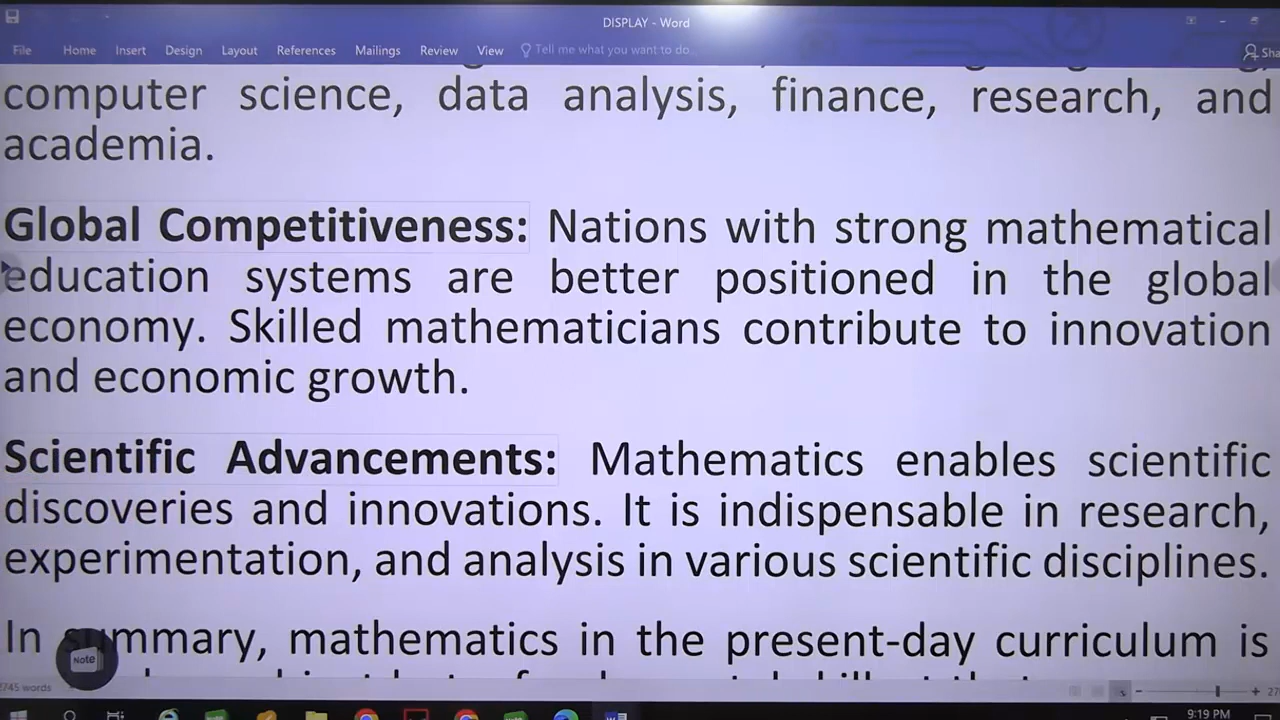 DISPLAY - Word
File Home Insert Design Layout References Mailings Review View Tell me what you want to do... Sha
computer science, data analysis, finance, research, and
academia.
Global Competitiveness: Nations with strong mathematical
education systems are better positioned in the global
economy. Skilled mathematicians contribute to innovation
and economic growth.
Scientific Advancements: Mathematics enables scientific
discoveries and innovations. It is indispensable in research,
experimentation, and analysis in various scientific disciplines.
In summary, mathematics in the present-day curriculum is
Note
2745 words
9:19 PM